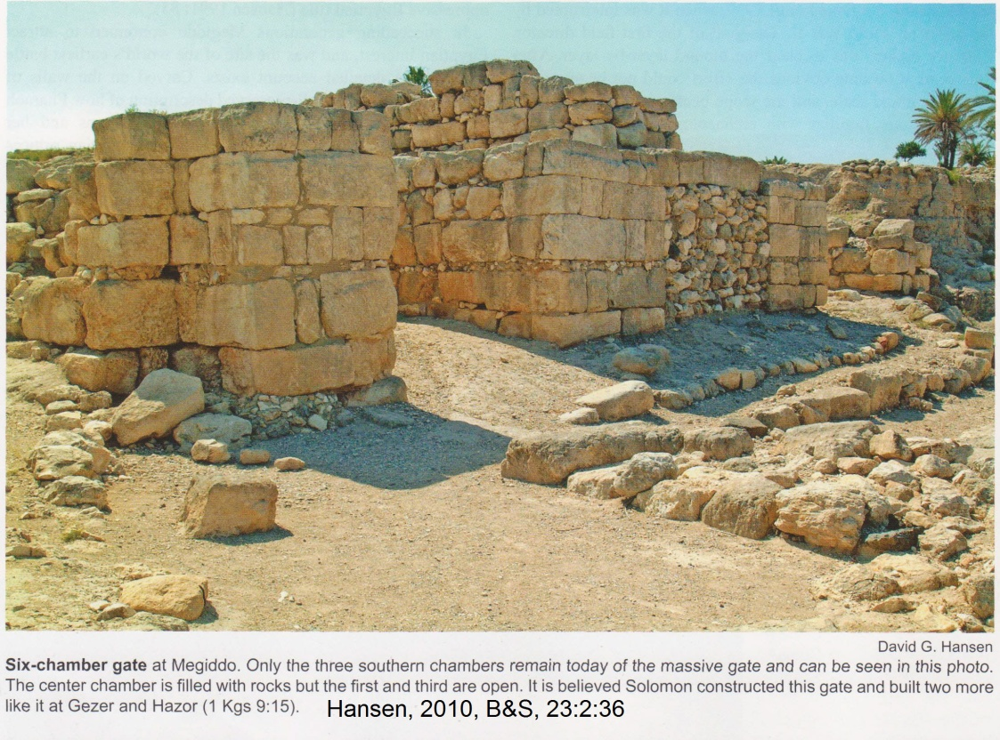 David G. Hansen
Six-chamber gate at Megiddo. Only the three southern chambers remain today of the massive gate and can be seen in this photo.
The center chamber is filled with rocks but the first and third are open. It is believed Solomon constructed this gate and built two more
like it at Gezer and Hazor (1 Kgs 9:15).
Hansen, 2010, B&S, 23:2:36